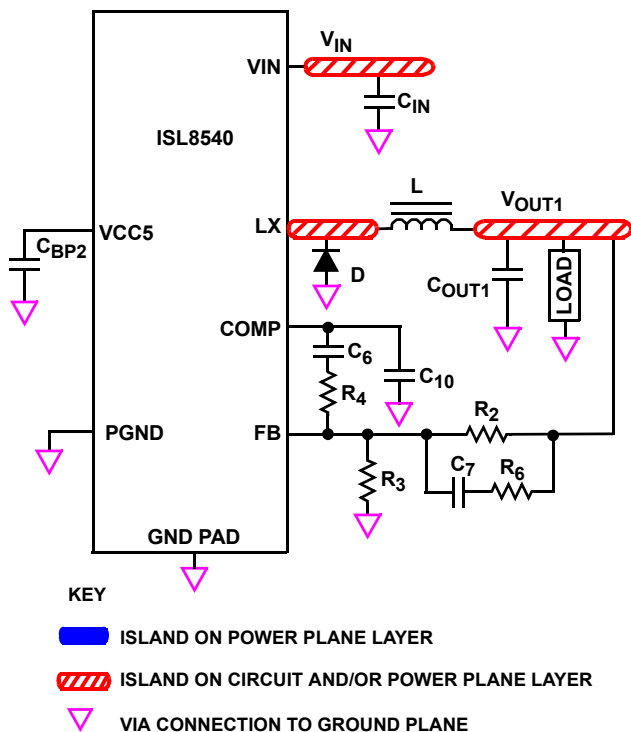 VIN
VIN
CIN
ISL8540
L
VOUT1
VCC5
LX
CBP2
D
COUT1
LOAD
COMP
C6
C10
R4
R2
PGND
FB
C7
R6
R3
GND PAD
KEY
ISLAND ON POWER PLANE LAYER
ISLAND ON CIRCUIT AND/OR POWER PLANE LAYER
VIA CONNECTION TO GROUND PLANE